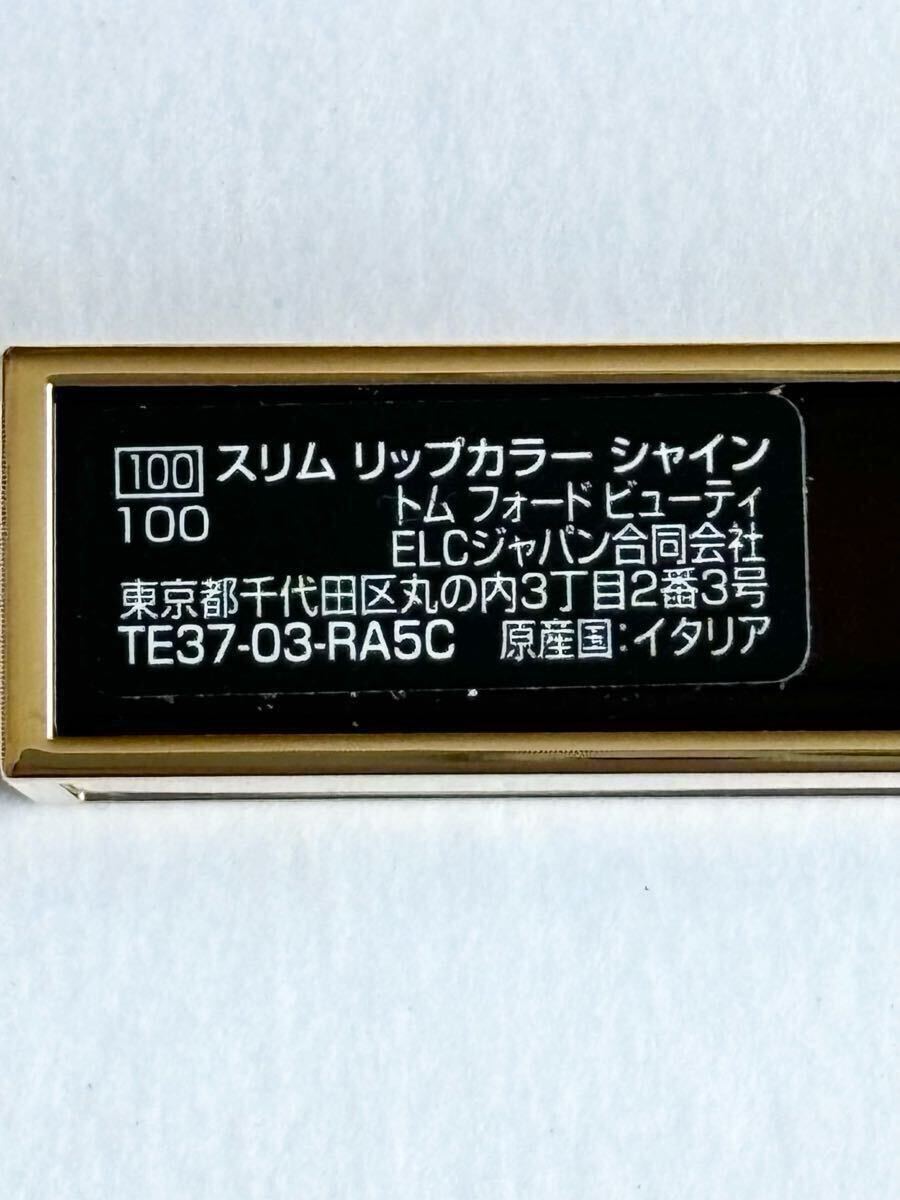 100 スリム リップカラー シャイン
100 トム フォード ビューティ
ELCジャパン合同会社
東京都千代田区丸の内3丁目2番3号
TE37-03-RA5C 原産国:イタリア